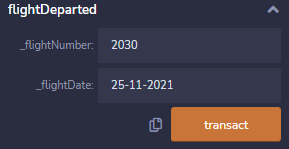 flightDeparted
_flightNumber: 2030
_flightDate: 25-11-2021
transact